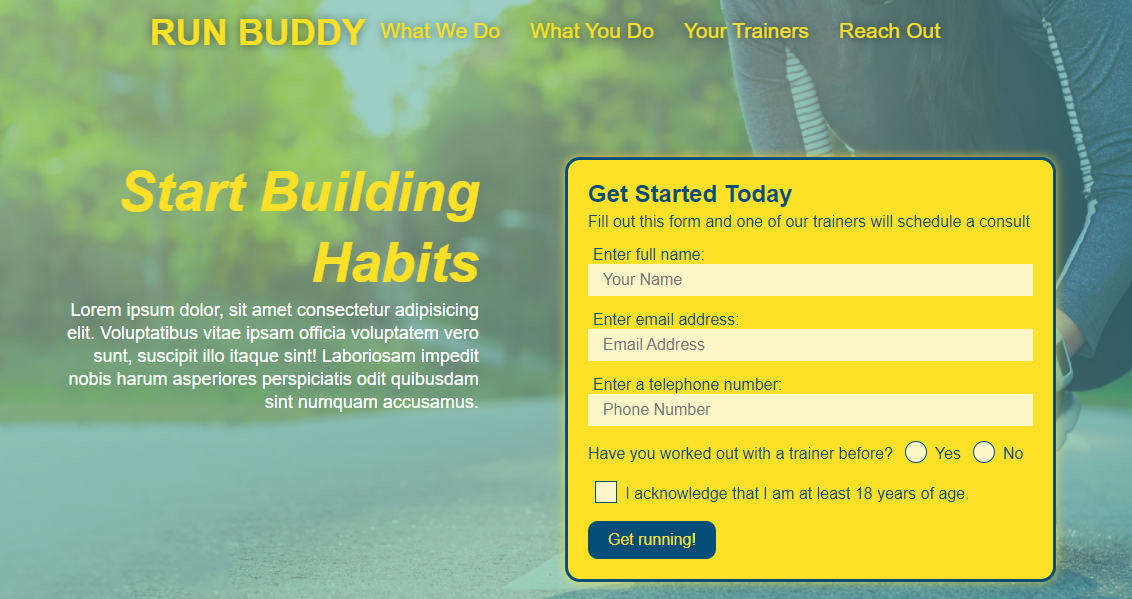 RUN BUDDY What We Do What You Do Your Trainers Reach Out
Start Building
Habits
Lorem ipsum dolor, sit amet consectetur adipisicing
elit. Voluptatibus vitae ipsam officia voluptatem vero
sunt, suscipit illo itaque sint! Laboriosam impedit
nobis harum asperiores perspiciatis odit quibusdam
sint numquam accusamus.
Get Started Today
Fill out this form and one of our trainers will schedule a consult
Enter full name:
Your Name
Enter email address:
Email Address
Enter a telephone number:
Phone Number
Have you worked out with a trainer before? Yes No
I acknowledge that I am at least 18 years of age.
Get running!